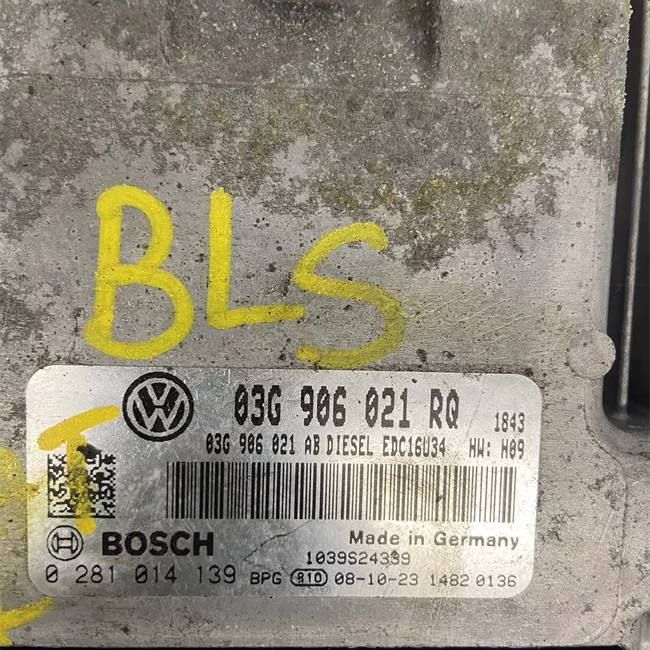 BLS
03G 906 021 RQ 1843
03G 906 021 AB DIESEL EDC16U34 HW: H09
BOSCH Made in Germany
1039S24399
0 281 014 139 BPG R10 08-10-23 1482 0136